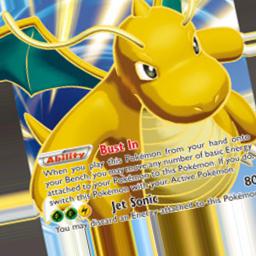 Ability Bust In
When you play this Pokémon from your hand onto
your Bench, you may move any number of basic Energy
attached to your Pokémon to this Pokémon. If you do,
switch this Pokémon with your Active Pokémon.
Jet Sonic 80
You may discard an Energy attached to this Pokémon